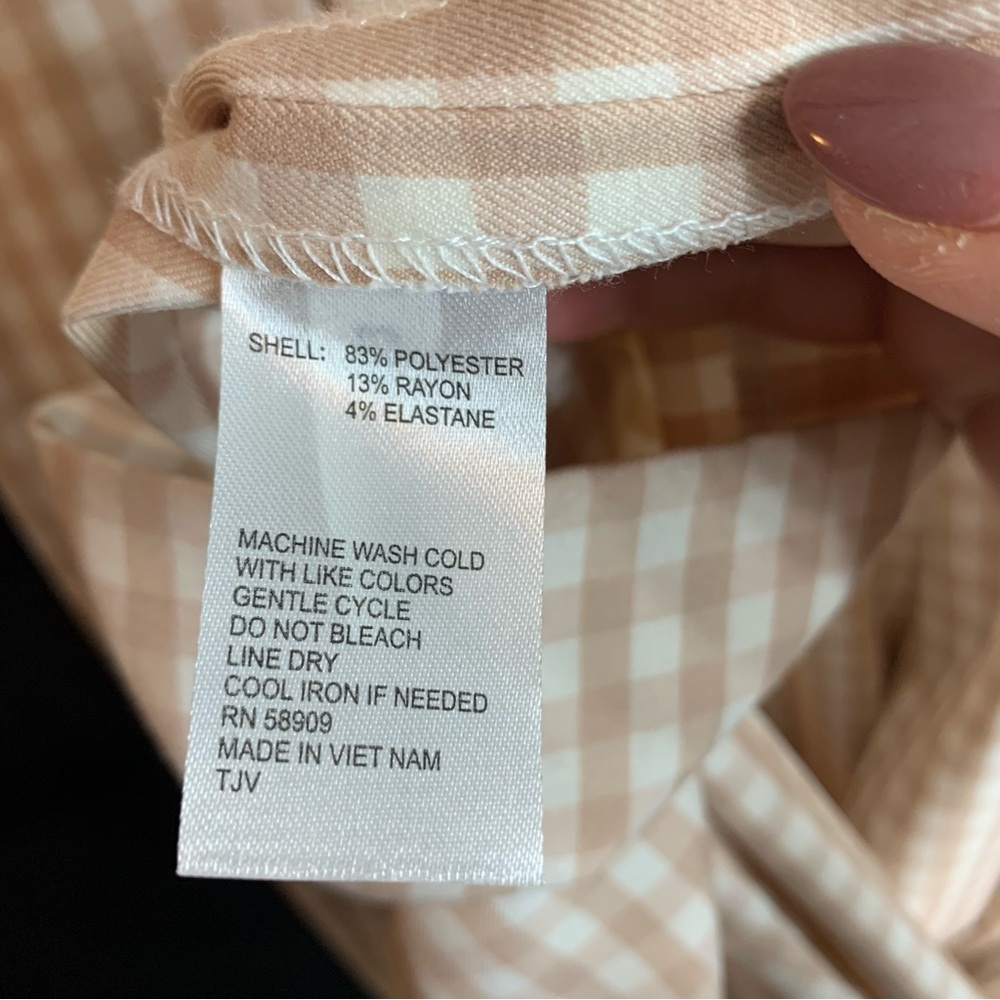 SHELL: 83% POLYESTER
13% RAYON
4% ELASTANE
MACHINE WASH COLD
WITH LIKE COLORS
GENTLE CYCLE
DO NOT BLEACH
LINE DRY
COOL IRON IF NEEDED
RN 58909
MADE IN VIET NAM
TJV